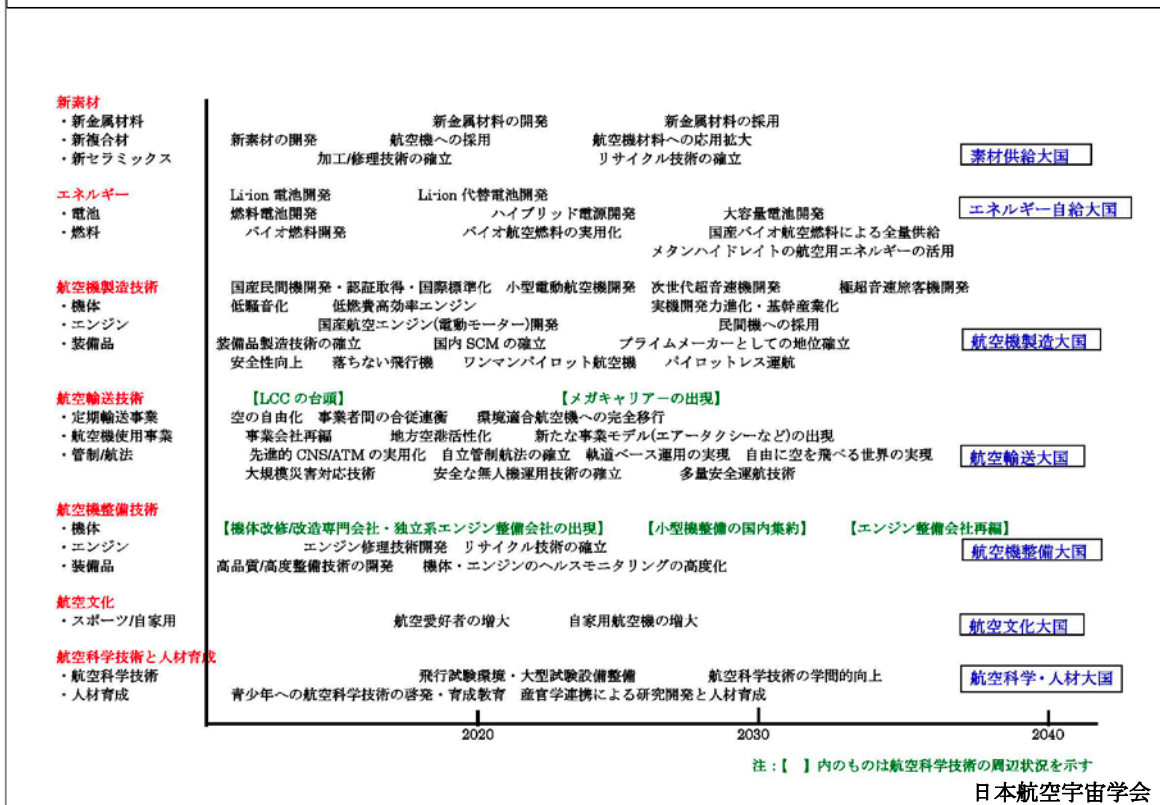 新素材
・新金属材料 新金属材料の開発 新金属材料の採用
・新複合材 新素材の開発 航空機への採用 航空機材料への応用拡大
・新セラミックス 加工/修理技術の確立 リサイクル技術の確立 素材供給大国
エネルギー Li-ion 電池開発 Li-ion 代替電池開発
・電池 燃料電池開発 ハイブリッド電源開発 大容量電池開発 エネルギー自給大国
・燃料 バイオ燃料開発 バイオ航空燃料の実用化 国産バイオ航空燃料による全量供給
メタンハイドレイトの航空用エネルギーの活用
航空機製造技術 国産民間機開発・認証取得・国際標準化 小型電動航空機開発 次世代超音速機開発 極超音速旅客機開発
・機体 低騒音化 低燃費高効率エンジン 実機開発力進化・基幹産業化
・エンジン 国産航空エンジン(電動モーター)開発 民間機への採用
・装備品 装備品製造技術の確立 国内 SCM の確立 プライムメーカーとしての地位確立 航空機製造大国
安全性向上 落ちない飛行機 ワンマンパイロット航空機 パイロットレス運航
航空輸送技術 【LCC の台頭】 【メガキャリアーの出現】
・定期輸送事業 空の自由化 事業者間の合従連衡 環境適合航空機への完全移行
・航空機使用事業 事業会社再編 地方空港活性化 新たな事業モデル(エアータクシーなど)の出現
・管制/航法 先進的 CNS/ATM の実用化 自立管制航法の確立 軌道ベース運用の実現 自由に空を飛べる世界の実現 航空輸送大国
大規模災害対応技術 安全な無人機運用技術の確立 多量安全運航技術
航空機整備技術
・機体 【機体改修/改造専門会社・独立系エンジン整備会社の出現】 【小型機整備の国内集約】 【エンジン整備会社再編】
・エンジン エンジン修理技術開発 リサイクル技術の確立 航空機整備大国
・装備品 高品質/高度整備技術の開発 機体・エンジンのヘルスモニタリングの高度化
航空文化
・スポーツ/自家用 航空愛好者の増大 自家用航空機の増大 航空文化大国
航空科学技術と人材育成
・航空科学技術 飛行試験環境・大型試験設備整備 航空科学技術の学問的向上 航空科学・人材大国
・人材育成 青少年への航空科学技術の啓発・育成教育 産官学連携による研究開発と人材育成
2020 2030 2040
注：【 】内のものは航空科学技術の周辺状況を示す
日本航空宇宙学会